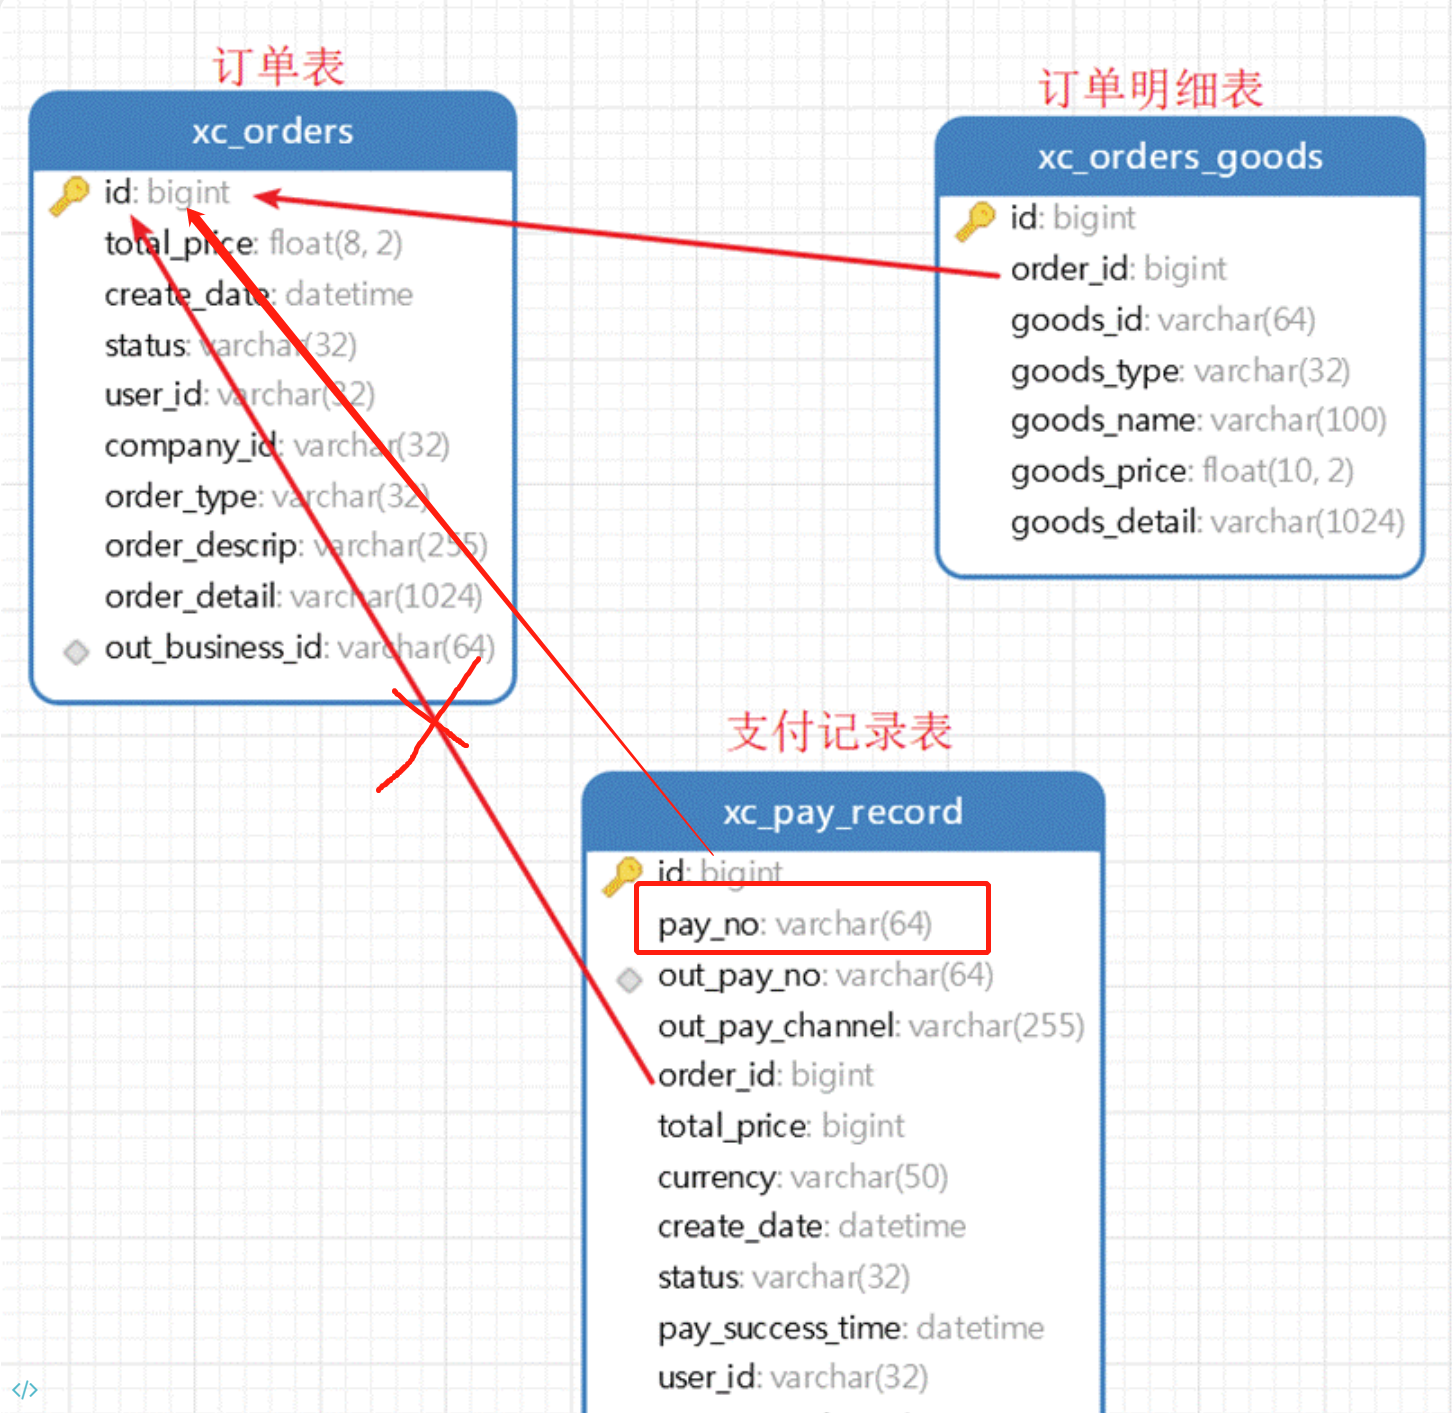 订单表
xc_orders
id: bigint
total_price: float(8, 2)
create_date: datetime
status: varchar(32)
user_id: varchar(32)
company_id: varchar(32)
order_type: varchar(32)
order_descrip: varchar(255)
order_detail: varchar(1024)
out_business_id: varchar(64)
订单明细表
xc_orders_goods
id: bigint
order_id: bigint
goods_id: varchar(64)
goods_type: varchar(32)
goods_name: varchar(100)
goods_price: float(10, 2)
goods_detail: varchar(1024)
支付记录表
xc_pay_record
id: bigint
pay_no: varchar(64)
out_pay_no: varchar(64)
out_pay_channel: varchar(255)
order_id: bigint
total_price: bigint
currency: varchar(50)
create_date: datetime
status: varchar(32)
pay_success_time: datetime
user_id: varchar(32)